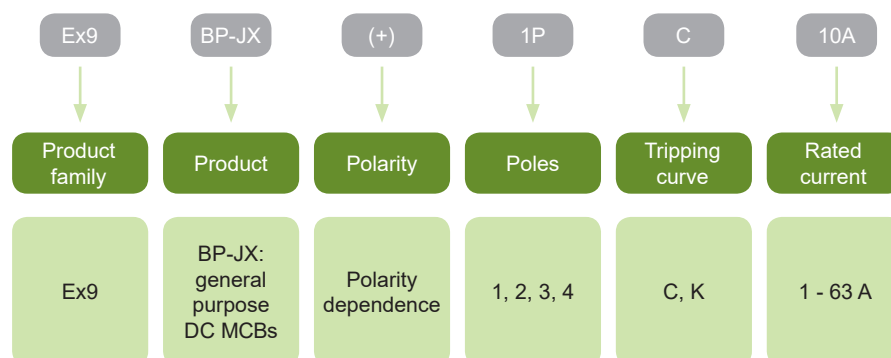 Ex9 BP-JX (+) 1P C 10A
Product family
Product
Polarity
Poles
Tripping curve
Rated current
Ex9
BP-JX:
general
purpose
DC MCBs
Polarity
dependence
1, 2, 3, 4
C, K
1 - 63 A